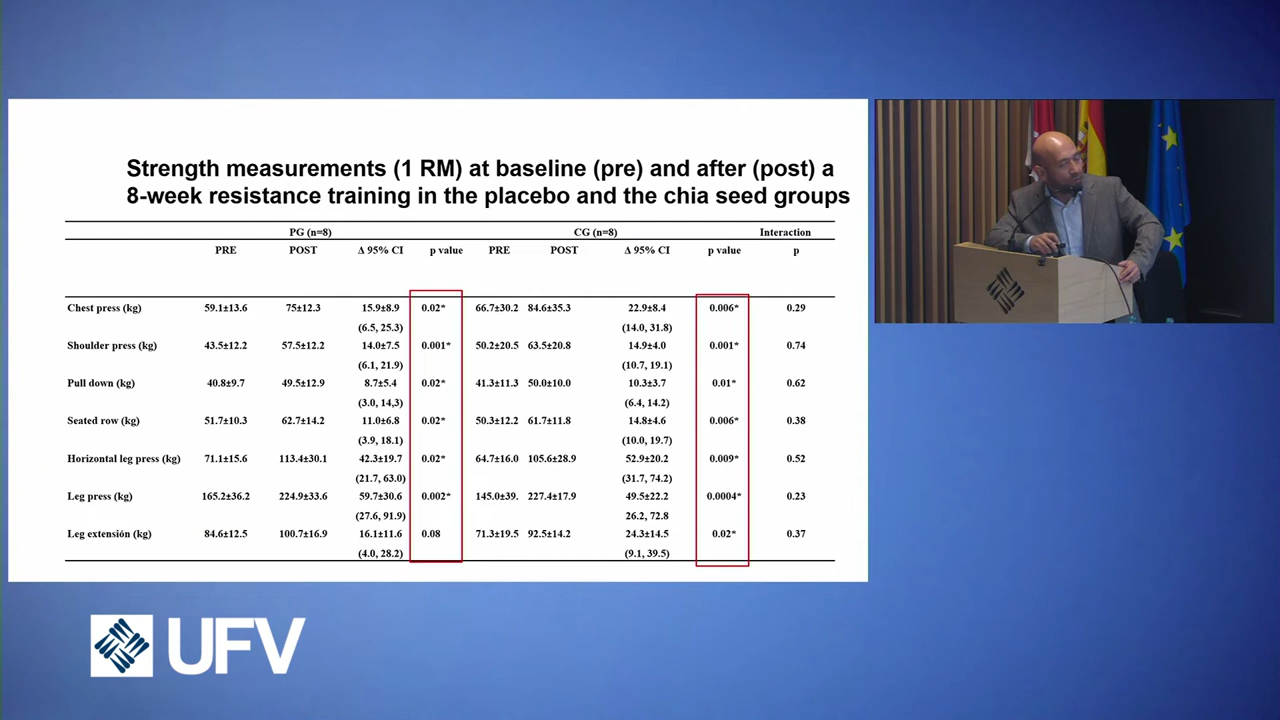 Strength measurements (1 RM) at baseline (pre) and after (post) a
8-week resistance training in the placebo and the chia seed groups
PG (n=8) CG (n=8) Interaction
PRE POST Δ 95% CI p value PRE POST Δ 95% CI p value p
Chest press (kg) 59.1±13.6 75±12.3 15.9±8.9 0.02* 66.7±30.2 84.6±35.3 22.9±8.4 0.006* 0.29
(6.5, 25.3) (14.0, 31.8)
Shoulder press (kg) 43.5±12.2 57.5±12.2 14.0±7.5 0.001* 50.2±20.5 63.5±20.8 14.9±4.0 0.001* 0.74
(6.1, 21.9) (10.7, 19.1)
Pull down (kg) 40.8±9.7 49.5±12.9 8.7±5.4 0.02* 41.3±11.3 50.0±10.0 10.3±3.7 0.01* 0.62
(3.0, 14,3) (6.4, 14.2)
Seated row (kg) 51.7±10.3 62.7±14.2 11.0±6.8 0.02* 50.3±12.2 61.7±11.8 14.8±4.6 0.006* 0.38
(3.9, 18.1) (10.0, 19.7)
Horizontal leg press (kg) 71.1±15.6 113.4±30.1 42.3±19.7 0.02* 64.7±16.0 105.6±28.9 52.9±20.2 0.009* 0.52
(21.7, 63.0) (31.7, 74.2)
Leg press (kg) 165.2±36.2 224.9±33.6 59.7±30.6 0.002* 145.0±39. 227.4±17.9 49.5±22.2 0.0004* 0.23
(27.6, 91.9) 26.2, 72.8
Leg extensión (kg) 84.6±12.5 100.7±16.9 16.1±11.6 0.08 71.3±19.5 92.5±14.2 24.3±14.5 0.02* 0.37
(4.0, 28.2) (9.1, 39.5)
UFV